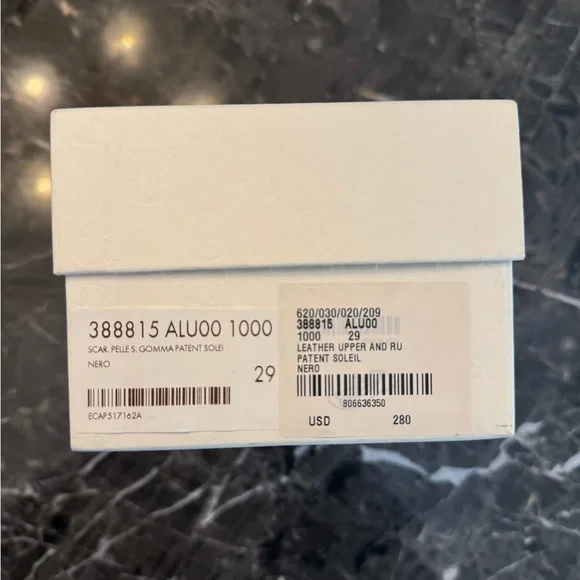 388815 ALU00 1000
SCAR. PELLE S. GOMMA PATENT SOLEI
NERO
29
ECAP517162A
620/030/020/209
388815 ALU00
1000 29
LEATHER UPPER AND RU
PATENT SOLEIL
NERO
806636350
USD 280